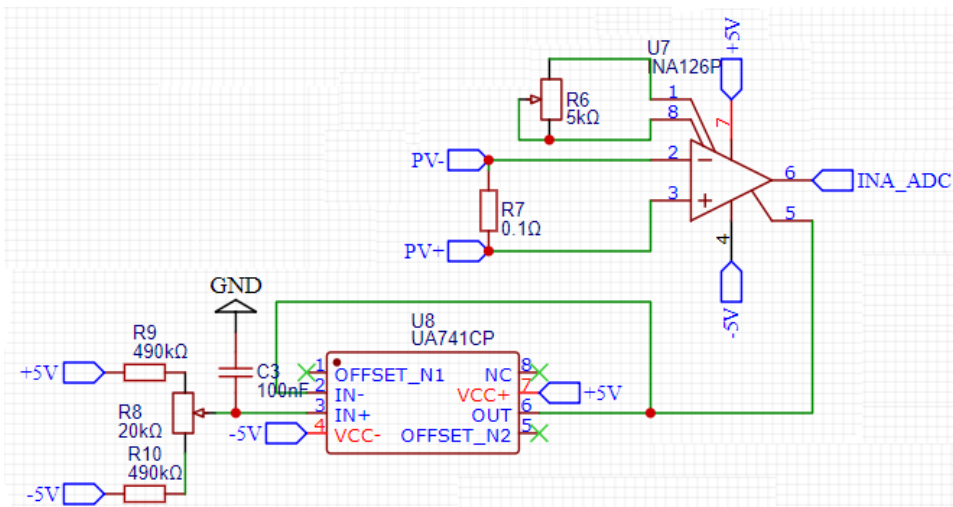 U7
INA126P
+5V
1
R6
5kΩ
8
7
PV-
2
6
INA_ADC
R7
0.1Ω
3
5
PV+
4
-5V
GND
U8
UA741CP
R9
490kΩ
+5V
C3
100nF
1
OFFSET_N1
NC
8
2
IN-
VCC+
7
+5V
R8
20kΩ
3
IN+
OUT
6
-5V
4
VCC-
OFFSET_N2
5
R10
490kΩ
-5V